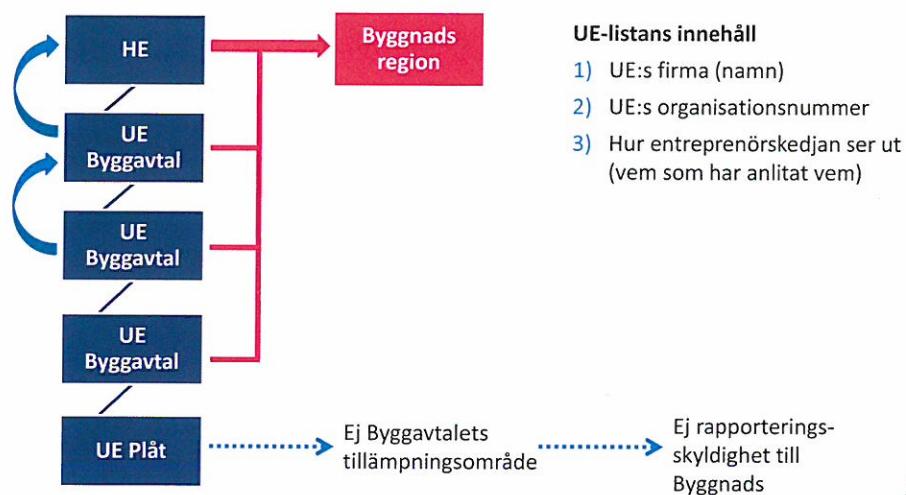 HE
Byggnads
region
UE
Byggavtal
UE
Byggavtal
UE
Byggavtal
UE Plåt
Ej Byggavtalets
tillämpningsområde
Ej rapporterings-
skyldighet till
Byggnads
UE-listans innehåll
1) UE:s firma (namn)
2) UE:s organisationsnummer
3) Hur entreprenörskedjan ser ut
(vem som har anlitat vem)